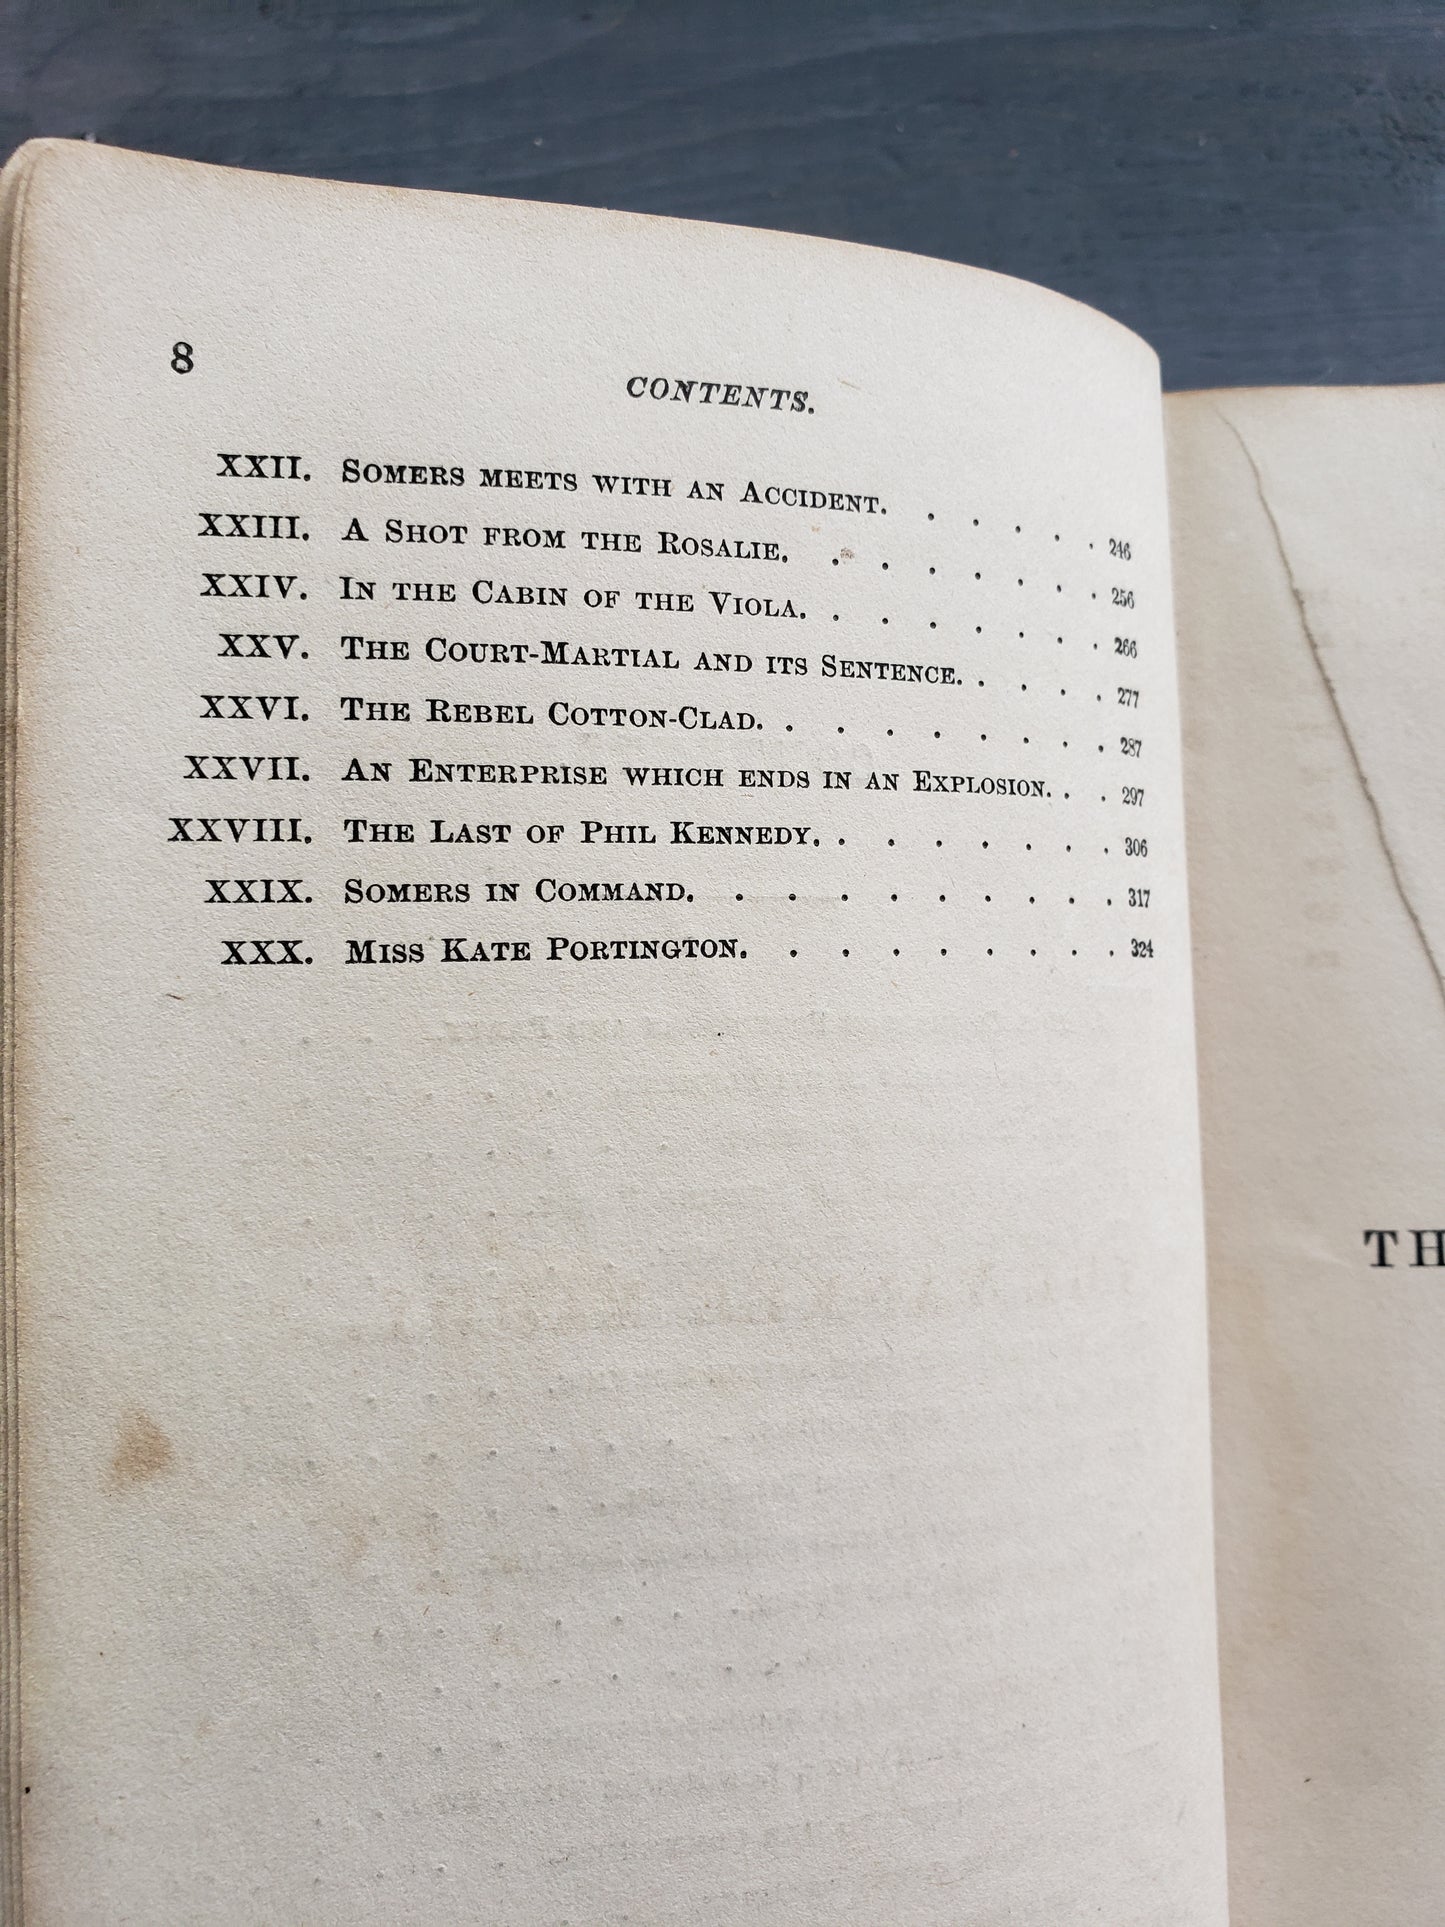 8
CONTENTS.
XXII. Somers meets with an Accident. . . . . . 246
XXIII. A Shot from the Rosalie. . . . . . . . 256
XXIV. In the Cabin of the Viola. . . . . . . . 266
XXV. The Court-Martial and its Sentence. . . . . 277
XXVI. The Rebel Cotton-Clad. . . . . . . . . 287
XXVII. An Enterprise which ends in an Explosion. . . 297
XXVIII. The Last of Phil Kennedy. . . . . . . . 306
XXIX. Somers in Command. . . . . . . . . . 317
XXX. Miss Kate Portington. . . . . . . . . 324
TH